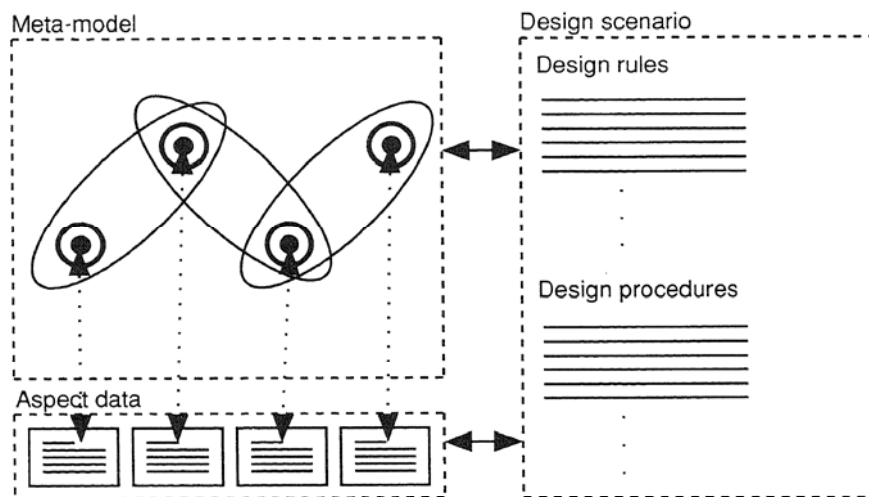 Meta-model
Design scenario
Design rules
Design procedures
Aspect data